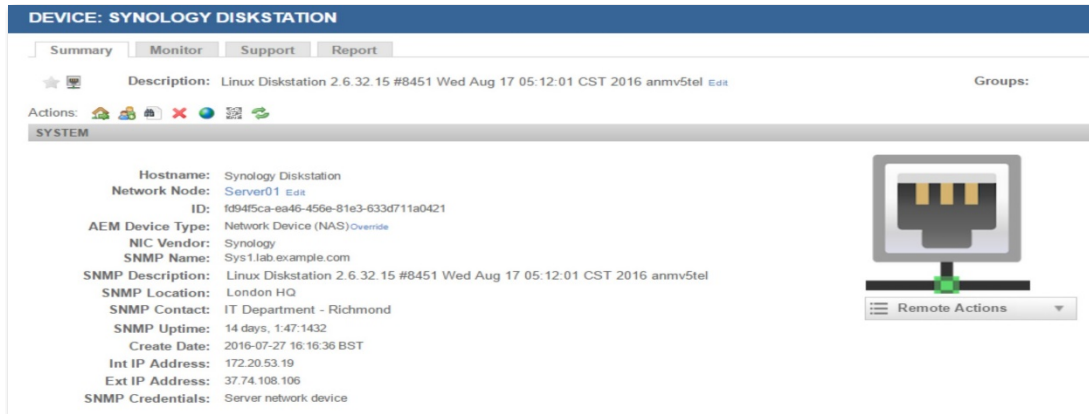 DEVICE: SYNOLOGY DISKSTATION
Summary Monitor Support Report
Description: Linux Diskstation 2.6.32.15 #8451 Wed Aug 17 05:12:01 CST 2016 anmv5tel Edit Groups:
Actions:
SYSTEM
Hostname: Synology Diskstation
Network Node: Server01 Edit
ID: fd94f5ca-ea46-456e-81e3-633d711a0421
AEM Device Type: Network Device (NAS) Override
NIC Vendor: Synology
SNMP Name: Sys1.lab.example.com
SNMP Description: Linux Diskstation 2.6.32.15 #8451 Wed Aug 17 05:12:01 CST 2016 anmv5tel
SNMP Location: London HQ
SNMP Contact: IT Department - Richmond
Remote Actions
SNMP Uptime: 14 days, 1:47:1432
Create Date: 2016-07-27 16:16:36 BST
Int IP Address: 172.20.53.19
Ext IP Address: 37.74.108.106
SNMP Credentials: Server network device